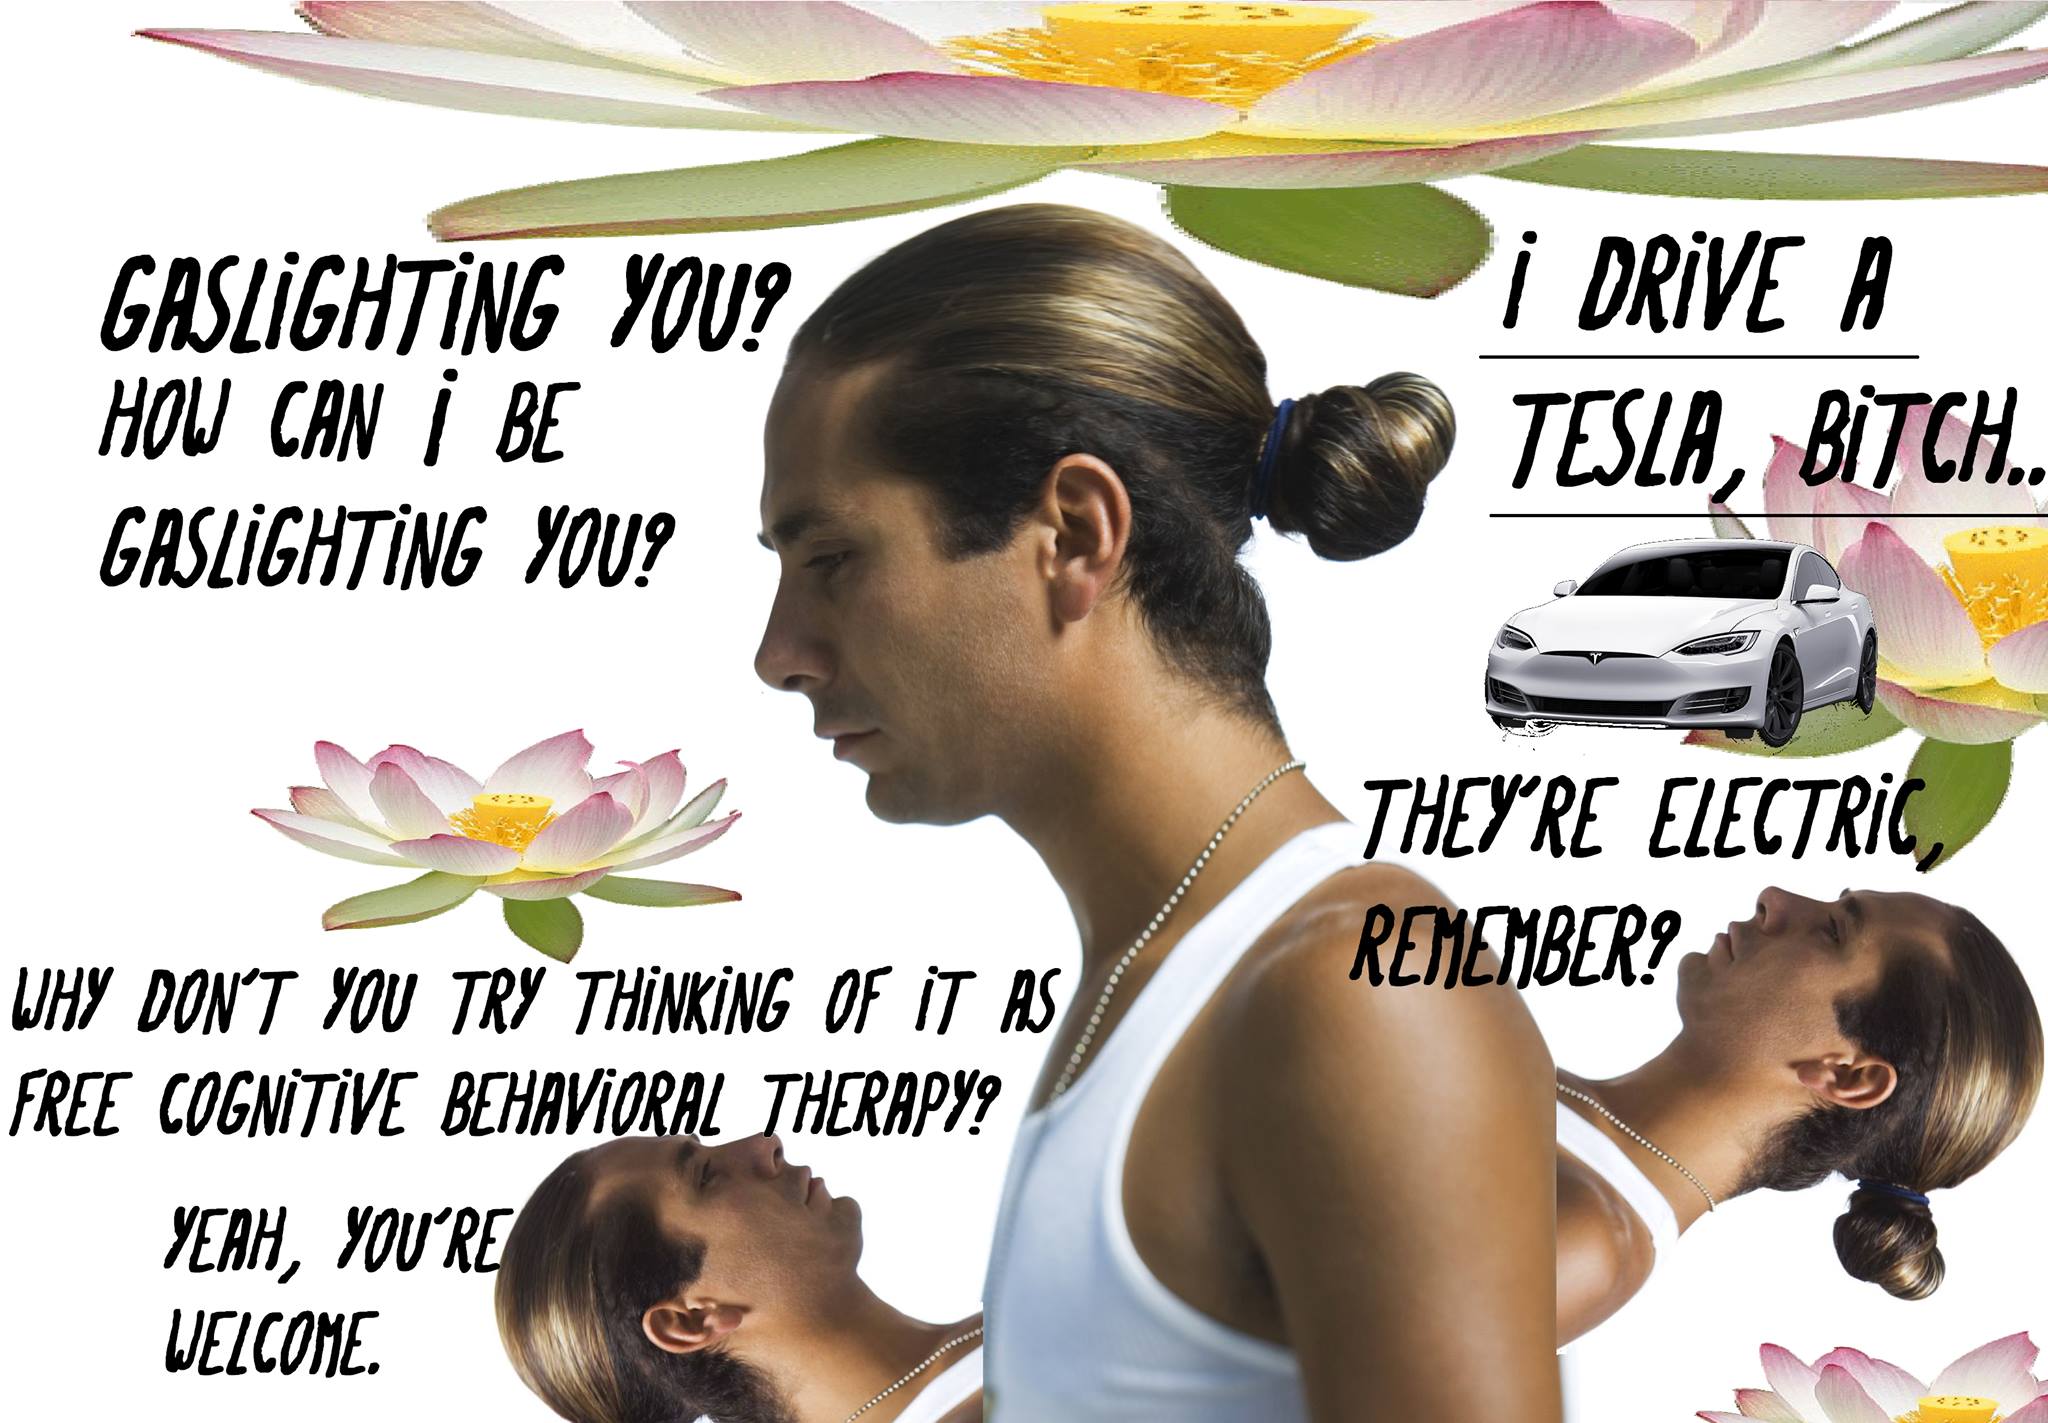 GASLiGHTiNG YOU?
HOW CAN i BE
GASLiGHTiNG YOU?
i DRiVE A
TESLA, BiTCH..
THEY'RE ELECTRiC,
REMEMBER?
WHY DON'T YOU TRY THiNKiNG OF iT AS
FREE COGNiTiVE BEHAViORAL THERAPY?
YEAH, YOU'RE
WELCOME.